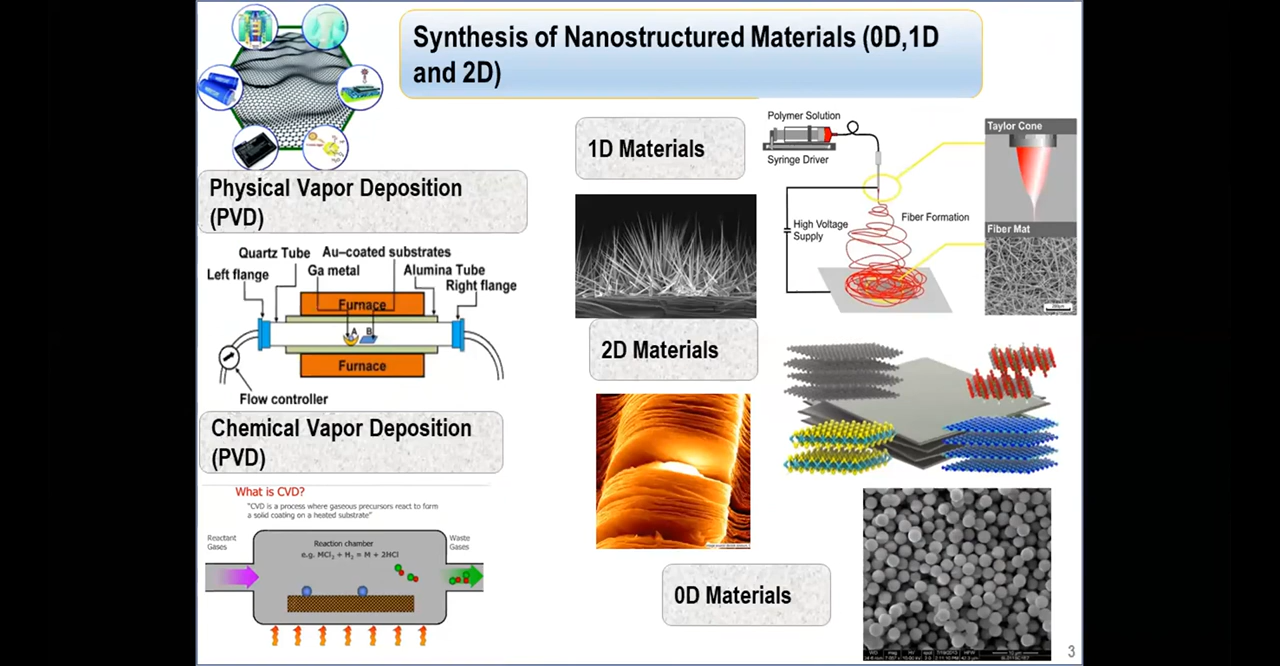 Synthesis of Nanostructured Materials (0D,1D
and 2D)
Physical Vapor Deposition
(PVD)
Quartz Tube
Au–coated substrates
Left flange
Ga metal
Alumina Tube
Right flange
Furnace
A
B
Furnace
Flow controller
Chemical Vapor Deposition
(PVD)
What is CVD?
"CVD is a process where gaseous precursors react to form
a solid coating on a heated substrate"
Reactant
Gases
Reaction chamber
e.g. MCl₂ + H₂ = M + 2HCl
Waste
Gases
1D Materials
Polymer Solution
Syringe Driver
High Voltage
Supply
Fiber Formation
Taylor Cone
Fiber Mat
2D Materials
0D Materials
3